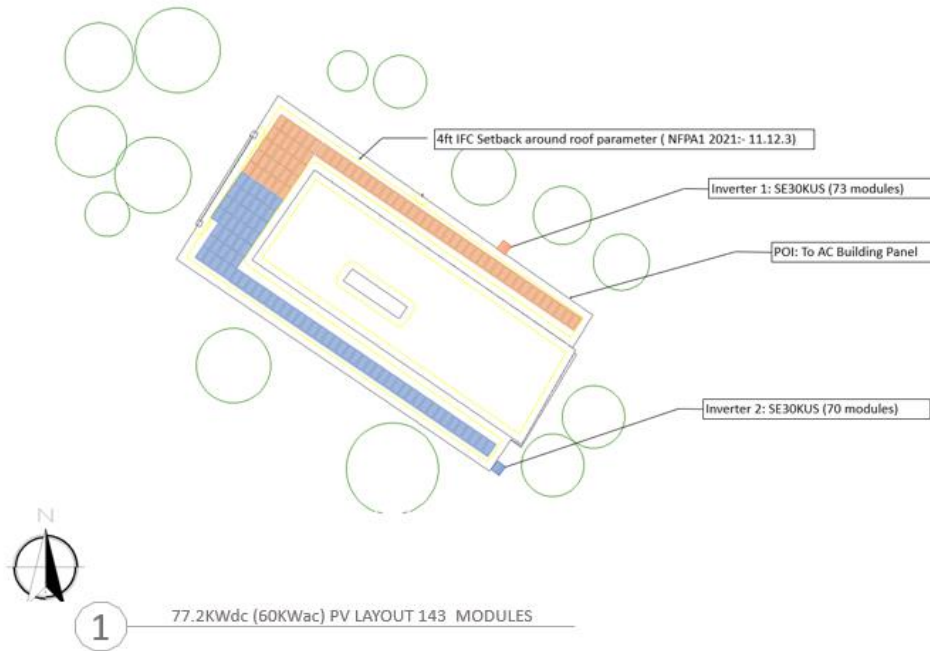 4ft IFC Setback around roof parameter ( NFPA1 2021:- 11.12.3)
Inverter 1: SE30KUS (73 modules)
POI: To AC Building Panel
Inverter 2: SE30KUS (70 modules)
N
1
77.2KWdc (60KWac) PV LAYOUT 143 MODULES